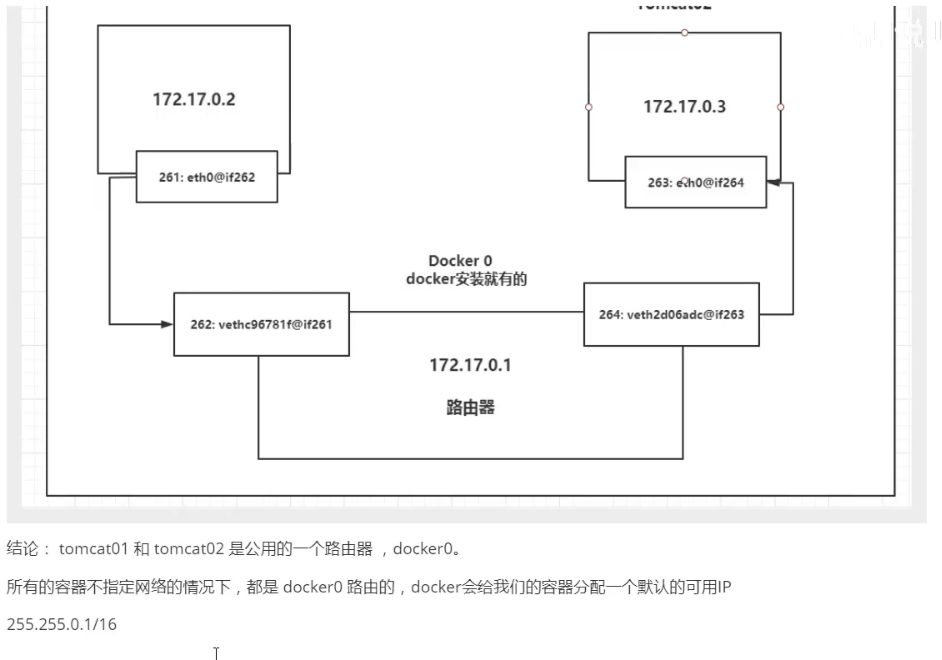 172.17.0.2
172.17.0.3
261: eth0@if262
263: eth0@if264
Docker 0
docker安装就有的
262: vethc96781f@if261
264: veth2d06adc@if263
172.17.0.1
路由器
结论： tomcat01 和 tomcat02 是公用的一个路由器 ，docker0。
所有的容器不指定网络的情况下，都是 docker0 路由的，docker会给我们的容器分配一个默认的可用IP
255.255.0.1/16